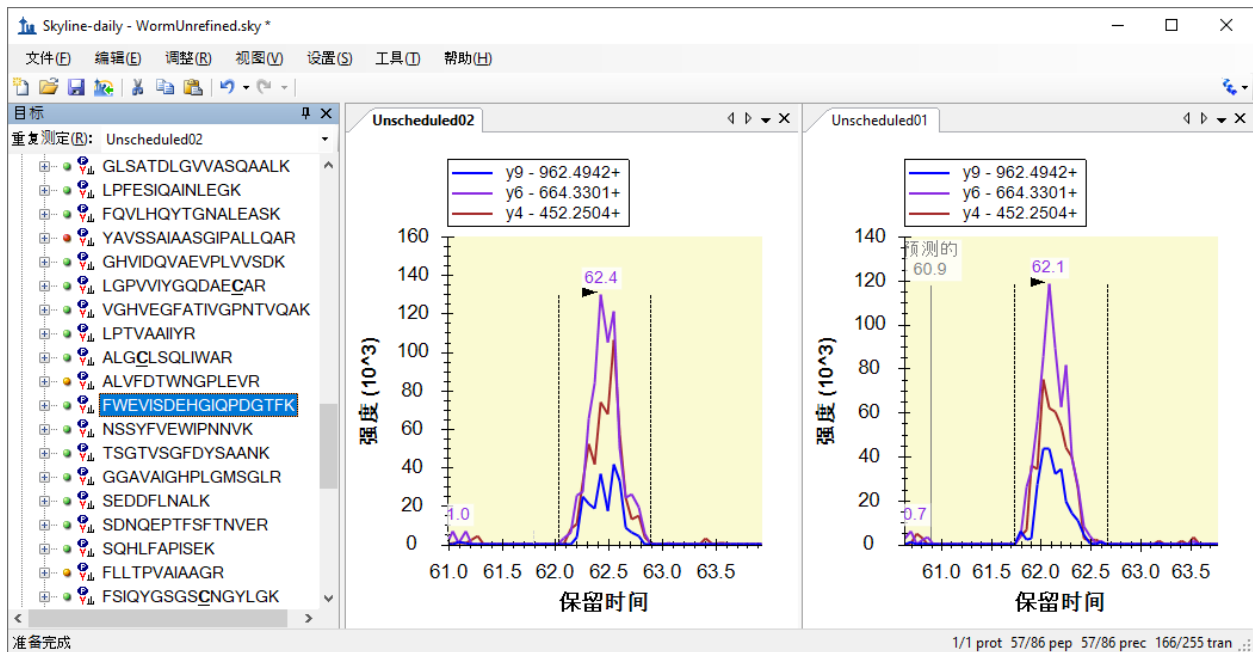 Skyline-daily - WormUnrefined.sky *
文件(F) 编辑(E) 调整(R) 视图(V) 设置(S) 工具(T) 帮助(H)
目标
重复测定(R): Unscheduled02
GLSATDLGVVASQAALK
LPFESIQAINLEGK
FQVLHQYTGNALEASK
YAVSSAIAASGIPALLQAR
GHVIDQVAEVPLVVSDK
LGPVVIYGQDAECAR
VGHVEGFATIVGPNTVQAK
LPTVAAIIYR
ALGCLSQLIWAR
ALVFDTWNGPLEVR
FWEVISDEHGIQPDGTFK
NSSYFVEWIPNNVK
TSGTVSGFDYSAANK
GGAVAIGHPLGMSGLR
SEDDFLNALK
SDNQEPTFSFTNVER
SQHLFAPISEK
FLLTPVAIAAGR
FSIQYGSGSCNGYLGK
Unscheduled02
y9 - 962.4942+
y6 - 664.3301+
y4 - 452.2504+
160
140
120
100
80
60
40
20
0
强度 (10^3)
62.4
1.0
61.0 61.5 62.0 62.5 63.0 63.5
保留时间
Unscheduled01
y9 - 962.4942+
y6 - 664.3301+
y4 - 452.2504+
140
120
100
80
60
40
20
0
强度 (10^3)
预测的
60.9
62.1
0.7
61.0 61.5 62.0 62.5 63.0 63.5
保留时间
准备完成
1/1 prot 57/86 pep 57/86 prec 166/255 tran